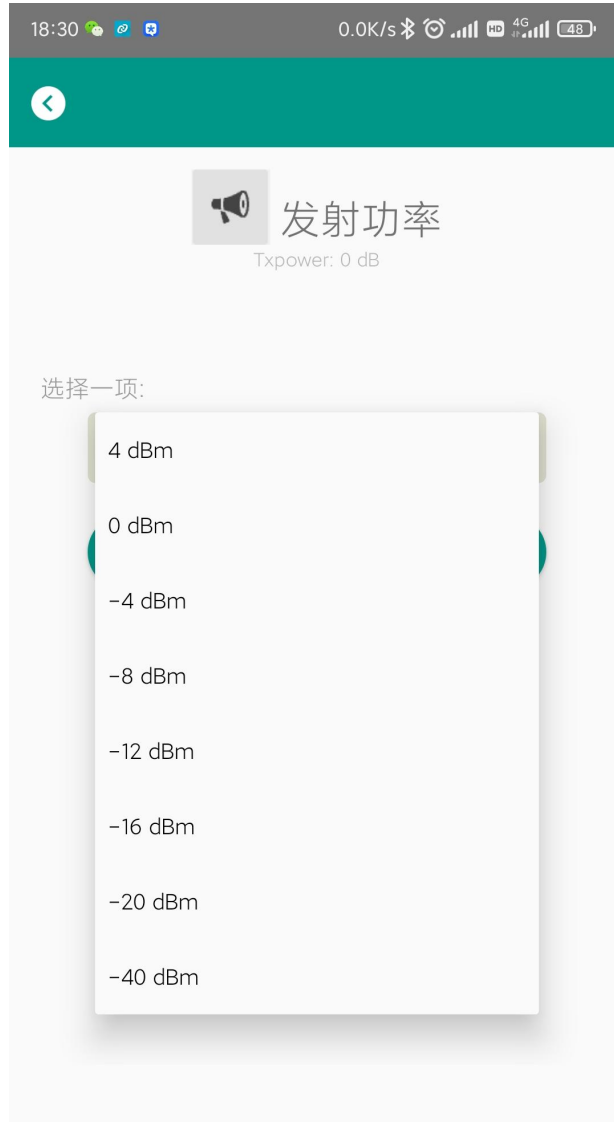 18:30 0.0K/s HD 4G 48
发射功率
Txpower: 0 dB
选择一项:
4 dBm
0 dBm
−4 dBm
−8 dBm
−12 dBm
−16 dBm
−20 dBm
−40 dBm